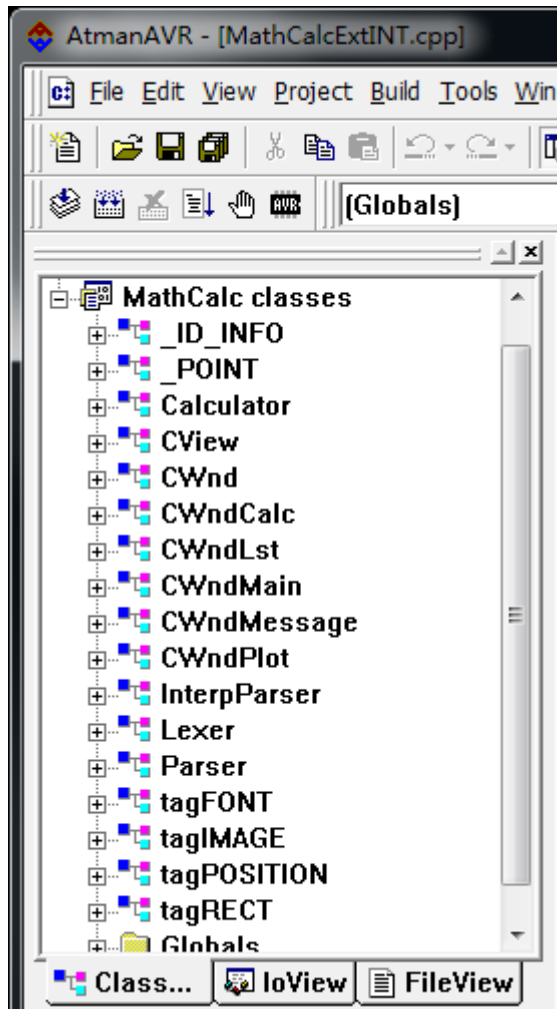 AtmanAVR - [MathCalcExtINT.cpp]
File Edit View Project Build Tools Win
AVR (Globals)
MathCalc classes
_ID_INFO
_POINT
Calculator
CView
CWnd
CWndCalc
CWndLst
CWndMain
CWndMessage
CWndPlot
InterpParser
Lexer
Parser
tagFONT
tagIMAGE
tagPOSITION
tagRECT
Globals
Class... IoView FileView